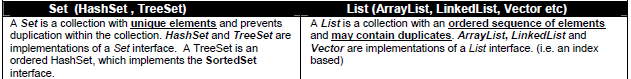 Set (HashSet , TreeSet)
A Set is a collection with unique elements and prevents
duplication within the collection. HashSet and TreeSet are
implementations of a Set interface. A TreeSet is an
ordered HashSet, which implements the SortedSet
interface.
List (ArrayList, LinkedList, Vector etc)
A List is a collection with an ordered sequence of elements
and may contain duplicates. ArrayList, LinkedList and
Vector are implementations of a List interface. (i.e. an index
based)